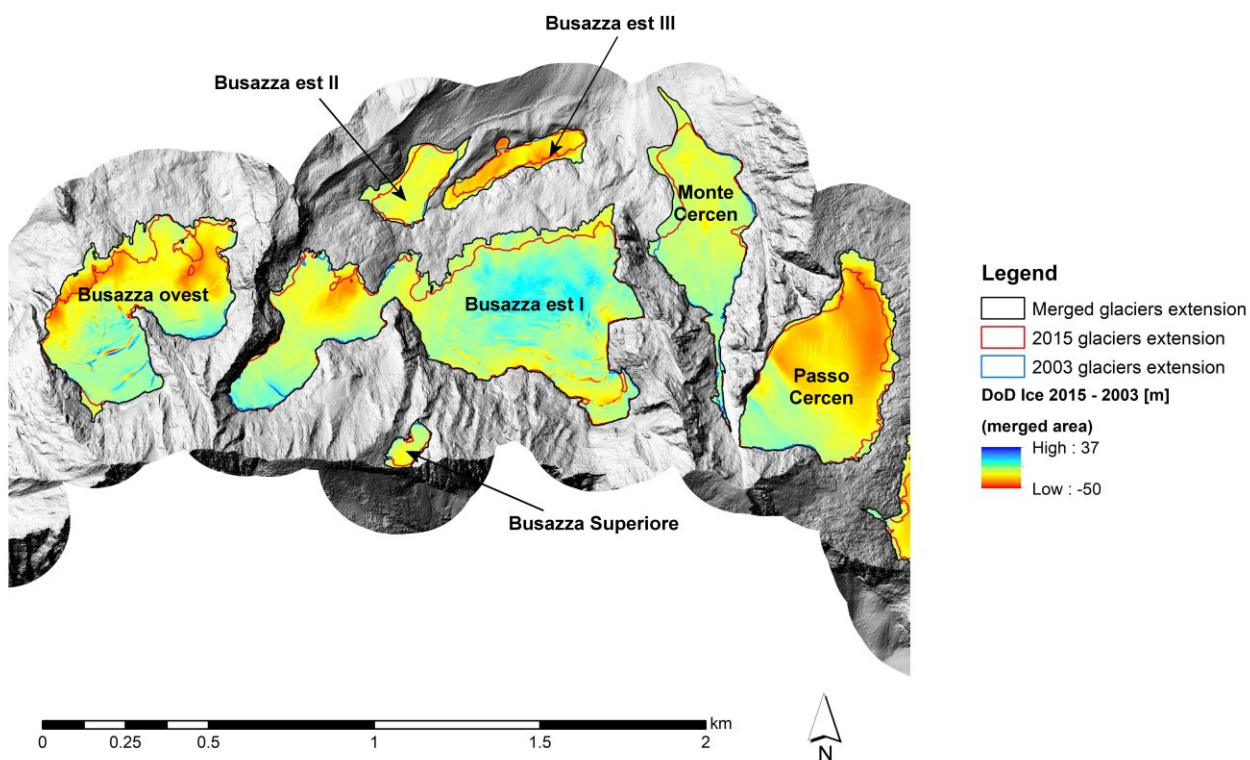 Busazza est III
Busazza est II
Monte
Cercen
Busazza ovest
Busazza est I
Passo
Cercen
Busazza Superiore
Legend
Merged glaciers extension
2015 glaciers extension
2003 glaciers extension
DoD Ice 2015 - 2003 [m]
(merged area)
High : 37
Low : -50
km
0 0.25 0.5 1 1.5 2
N